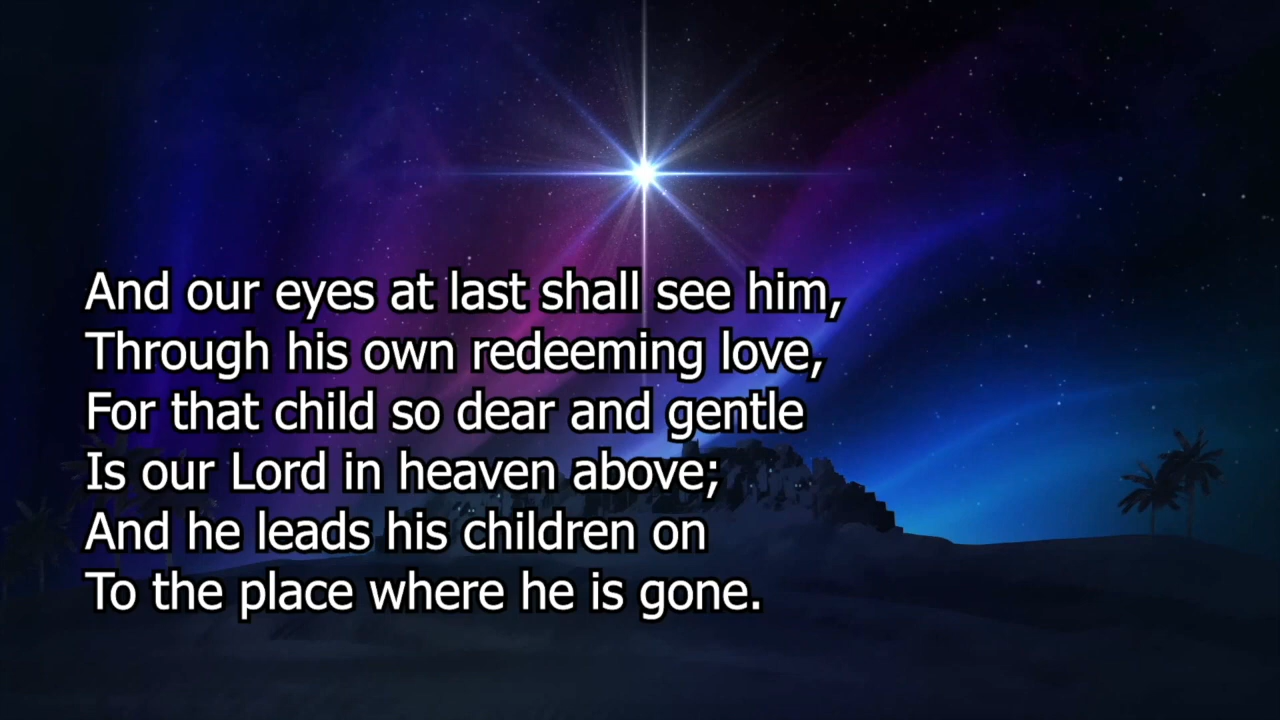 And our eyes at last shall see him,
Through his own redeeming love,
For that child so dear and gentle
Is our Lord in heaven above;
And he leads his children on
To the place where he is gone.